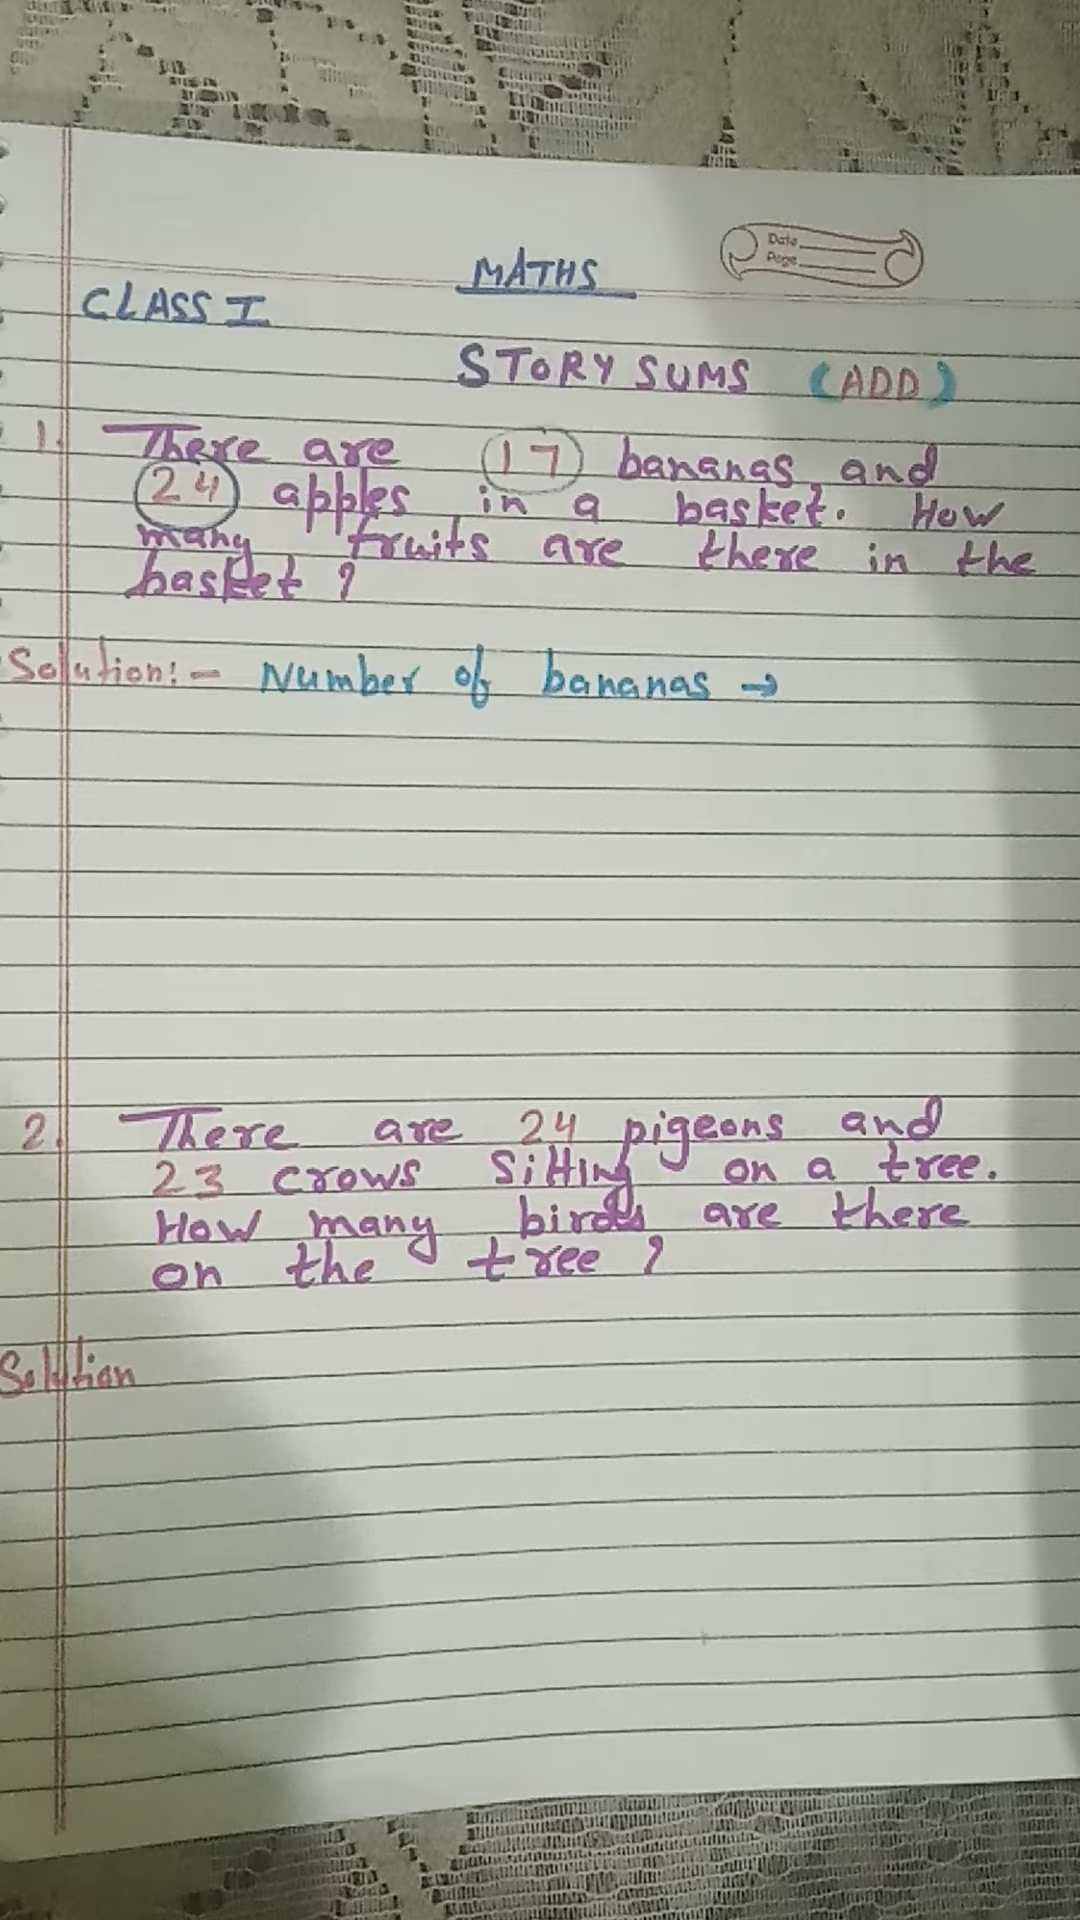 MATHS
Date
Page
CLASS I
STORY SUMS (ADD)
1. There are 17 bananas and
24 apples in a basket. How
many fruits are there in the
basket ?
Solution:- Number of bananas →
2. There are 24 pigeons and
23 crows sitting on a tree.
How many birds are there
on the tree ?
Solution